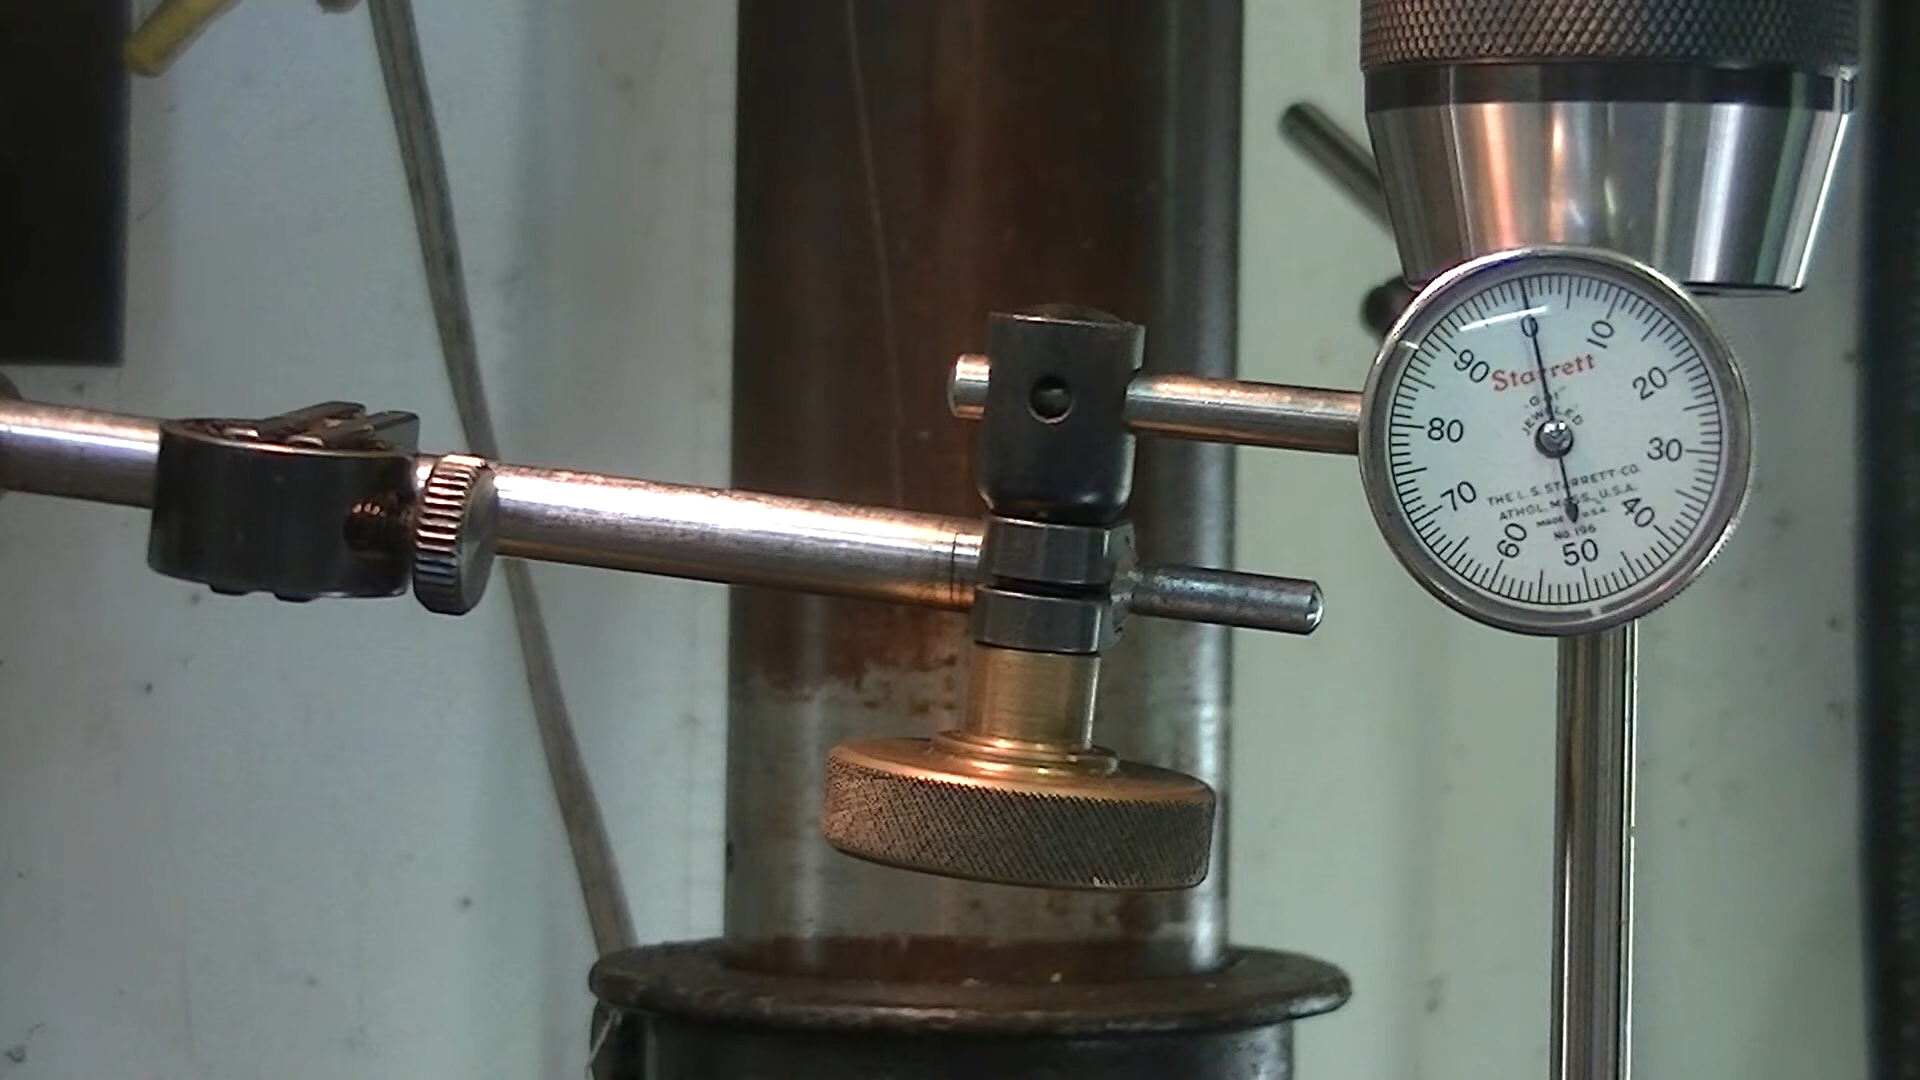 0
10
20
30
40
50
60
70
80
90
Starrett
.001"
JEWELED
THE L. S. STARRETT CO.
ATHOL, MASS., U.S.A.
MADE IN U.S.A.
No. 196